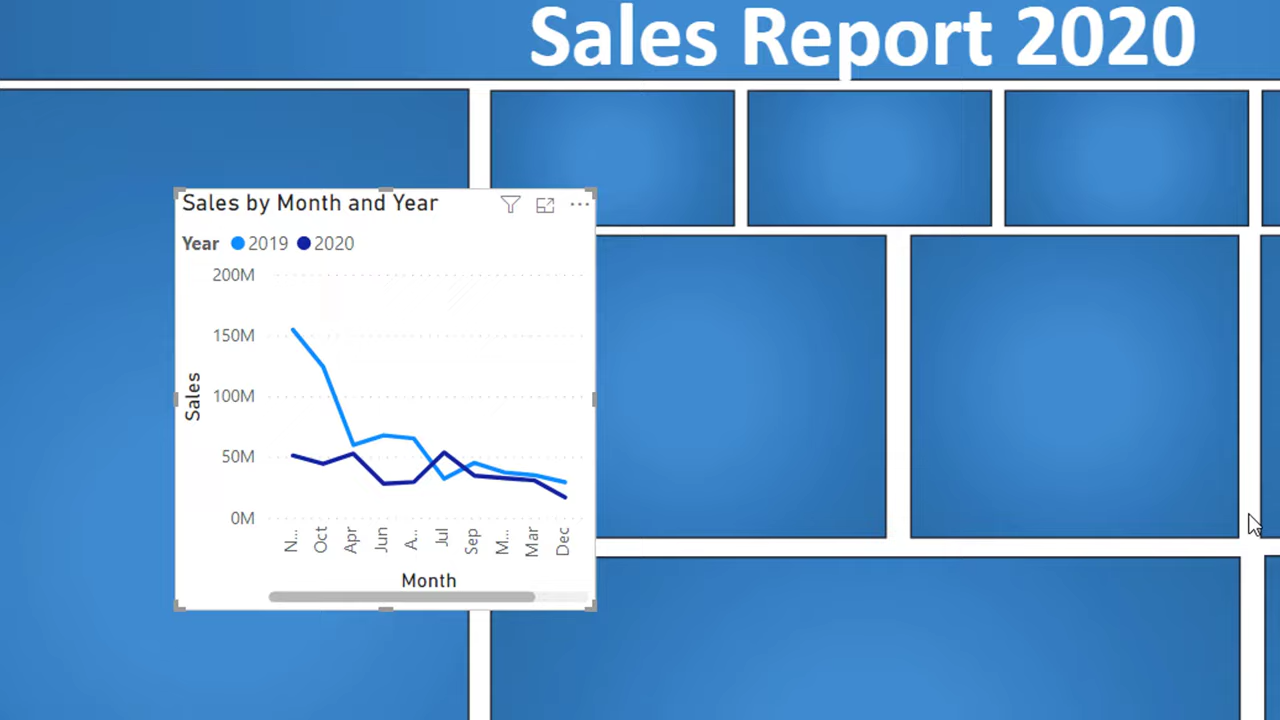 Sales Report 2020
Sales by Month and Year
Year 2019 2020
200M
150M
100M
50M
0M
Sales
N... Oct Apr Jun A... Jul Sep M... Mar Dec
Month